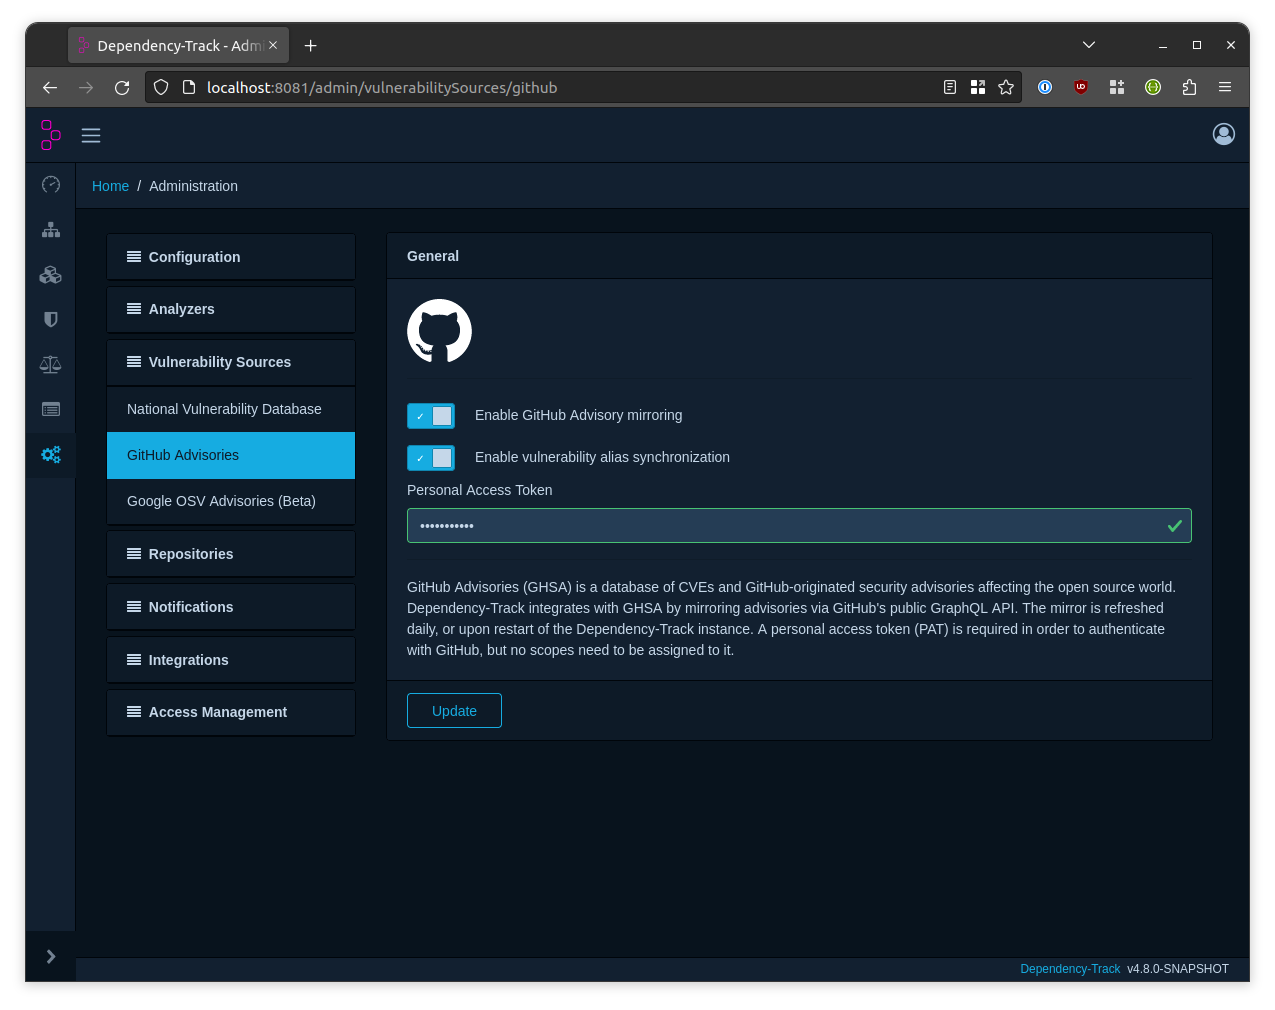 Dependency-Track - Admi
localhost:8081/admin/vulnerabilitySources/github
Home / Administration
Configuration
Analyzers
Vulnerability Sources
National Vulnerability Database
GitHub Advisories
Google OSV Advisories (Beta)
Repositories
Notifications
Integrations
Access Management
General
Enable GitHub Advisory mirroring
Enable vulnerability alias synchronization
Personal Access Token
•••••••••••
GitHub Advisories (GHSA) is a database of CVEs and GitHub-originated security advisories affecting the open source world.
Dependency-Track integrates with GHSA by mirroring advisories via GitHub's public GraphQL API. The mirror is refreshed
daily, or upon restart of the Dependency-Track instance. A personal access token (PAT) is required in order to authenticate
with GitHub, but no scopes need to be assigned to it.
Update
Dependency-Track v4.8.0-SNAPSHOT